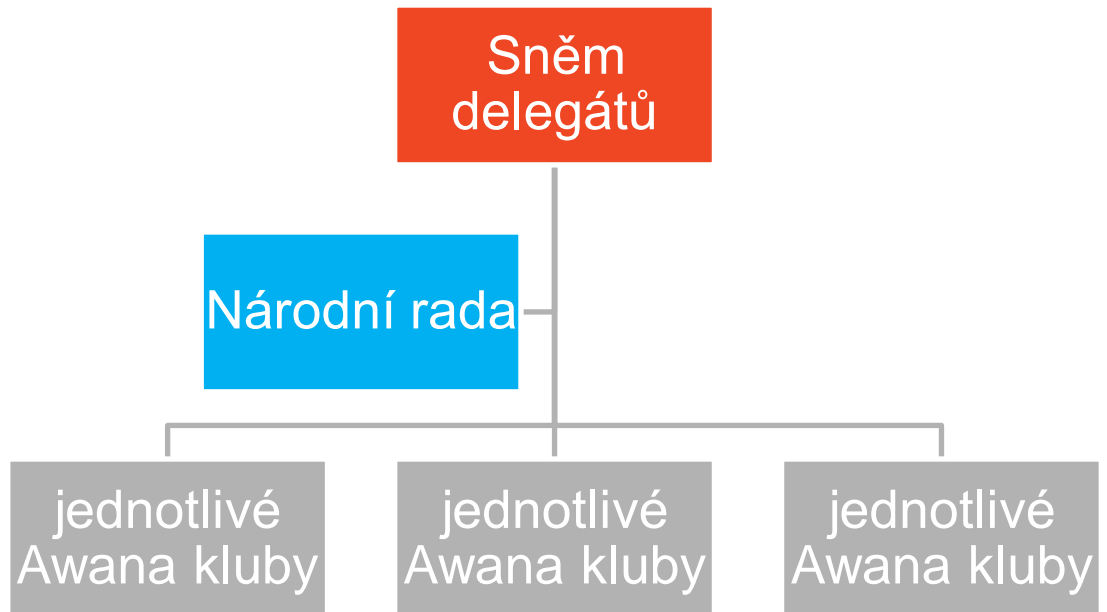 Sněm
delegátů
Národní rada
jednotlivé
Awana kluby
jednotlivé
Awana kluby
jednotlivé
Awana kluby